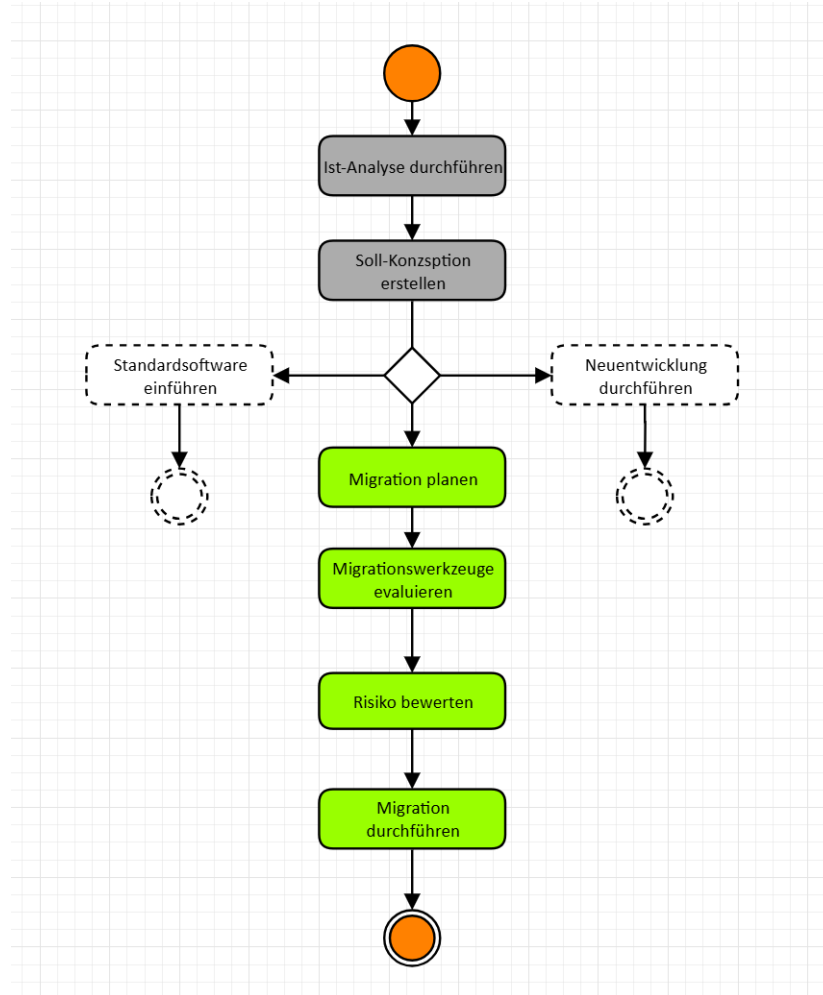 Ist-Analyse durchführen
Soll-Konzsption
erstellen
Standardsoftware
einführen
Neuentwicklung
durchführen
Migration planen
Migrationswerkzeuge
evaluieren
Risiko bewerten
Migration
durchführen